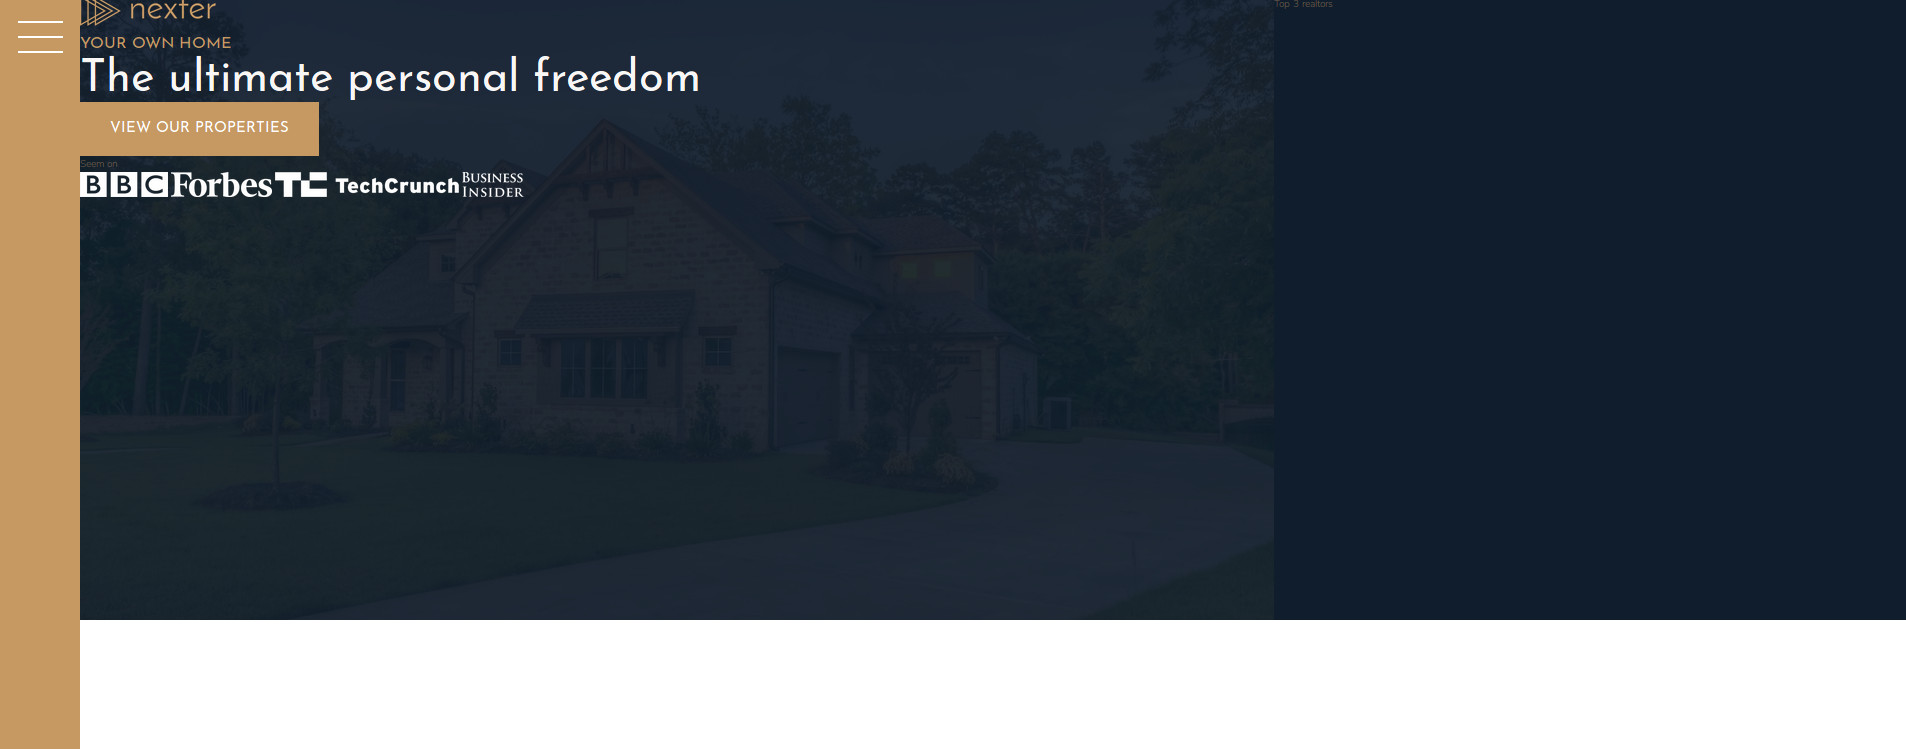 nexter
YOUR OWN HOME
The ultimate personal freedom
VIEW OUR PROPERTIES
Seem on
BBC Forbes TC TechCrunch BUSINESS INSIDER
Top 3 realtors